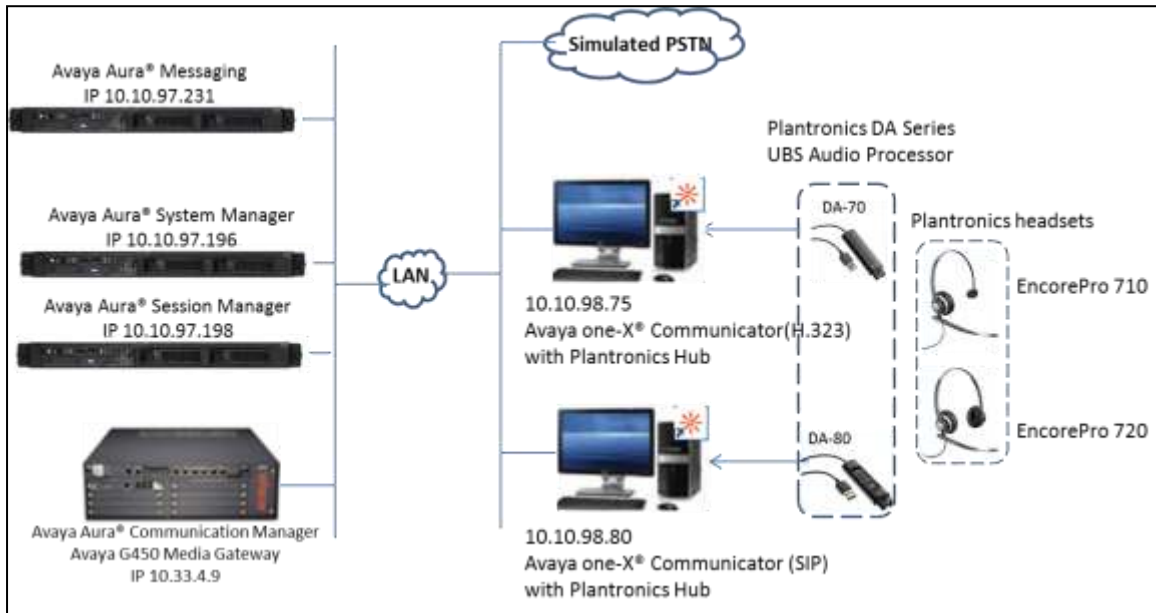 Simulated PSTN
Avaya Aura® Messaging
IP 10.10.97.231
Plantronics DA Series
UBS Audio Processor
DA-70
Avaya Aura® System Manager
IP 10.10.97.196
Plantronics headsets
LAN
EncorePro 710
Avaya Aura® Session Manager
IP 10.10.97.198
10.10.98.75
Avaya one-X® Communicator(H.323)
with Plantronics Hub
EncorePro 720
DA-80
Avaya Aura® Communication Manager
Avaya G450 Media Gateway
IP 10.33.4.9
10.10.98.80
Avaya one-X® Communicator (SIP)
with Plantronics Hub